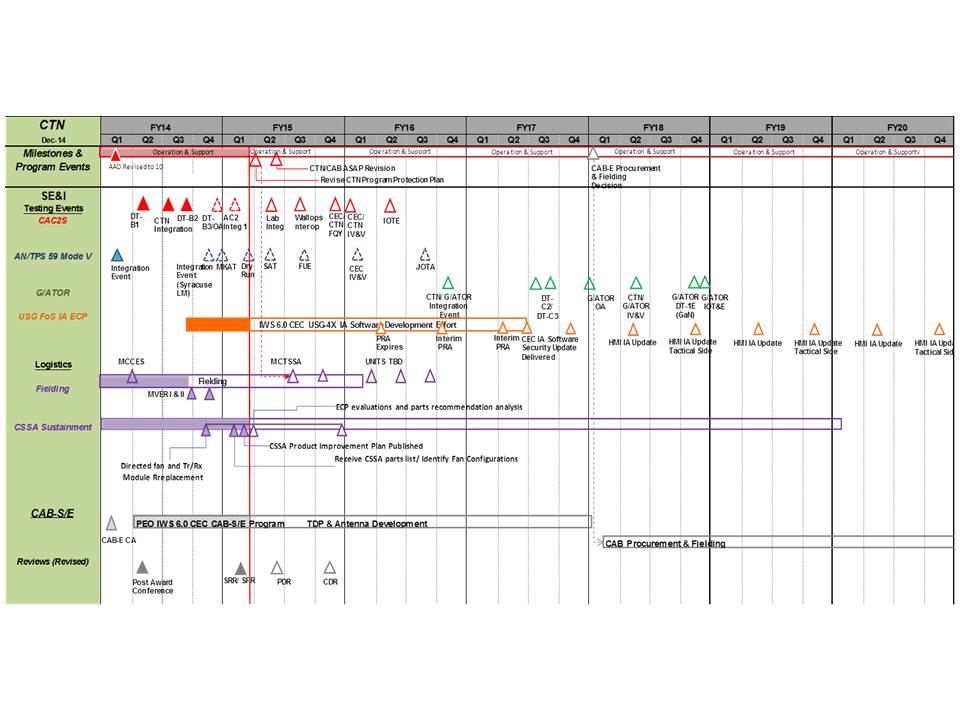 CTN
Dec-14
FY14 FY15 FY16 FY17 FY18 FY19 FY20
Q1 Q2 Q3 Q4 Q1 Q2 Q3 Q4 Q1 Q2 Q3 Q4 Q1 Q2 Q3 Q4 Q1 Q2 Q3 Q4 Q1 Q2 Q3 Q4 Q1 Q2 Q3 Q4
Milestones &
Program Events
Operation & Support Operation & Support Operation & Support Operation & Support Operation & Support Operation & Support Operation & Supportv
AAO Revised to 10
CTN/CAB ASAP Revision
Revise CTN Program Protection Plan
CAB-E Procurement
& Fielding
Decision
SE&I
Testing Events
CAC2S
DT-
B1
CTN
Integration
DT-B2
DT-
B3/OA
AC2
Integ 1
Lab
Integ
Wallops
Interop
CEC/
CTN
FQY
CEC/
CTN
IV&V
IOTE
AN/TPS 59 Mode V
Integration
Event
Integration
Event
(Syracuse
LM)
MKAT
Dry
Run
SAT
FUE
CEC
IV&V
JOTA
G/ATOR
CTN/ G/ATOR
Integration
Event
DT-
C2/
DT-C3
G/ATOR
OA
CTN/
G/ATOR
IV&V
G/ATOR
DT-1E
(GaN)
G/ATOR
IOT&E
USG FoS IA ECP
IWS 6.0 CEC USG-4X IA Software Development Effort
PRA
Expires
Interim
PRA
Interim
PRA
CEC IA Software
Security Update
Delivered
HMI IA Update
HMI IA Update
Tactical Side
HMI IA Update
HMI IA Update
Tactical Side
HMI IA Update
HMI IA Upda
Tactical Sid
Logistics
MCCES
MCTSSA
UNITS TBD
Fielding
Fielding
MVER I & II
ECP evaluations and parts recommendation analysis
CSSA Sustainment
CSSA Product Improvement Plan Published
Receive CSSA parts list/ Identify Fan Configurations
Directed fan and Tr/Rx
Module Rreplacement
CAB-S/E
PEO IWS 6.0 CEC CAB-S/E Program TDP & Antenna Development
CAB-E CA
CAB Procurement & Fielding
Reviews (Revised)
Post Award
Conference
SRR/ SFR
PDR
CDR